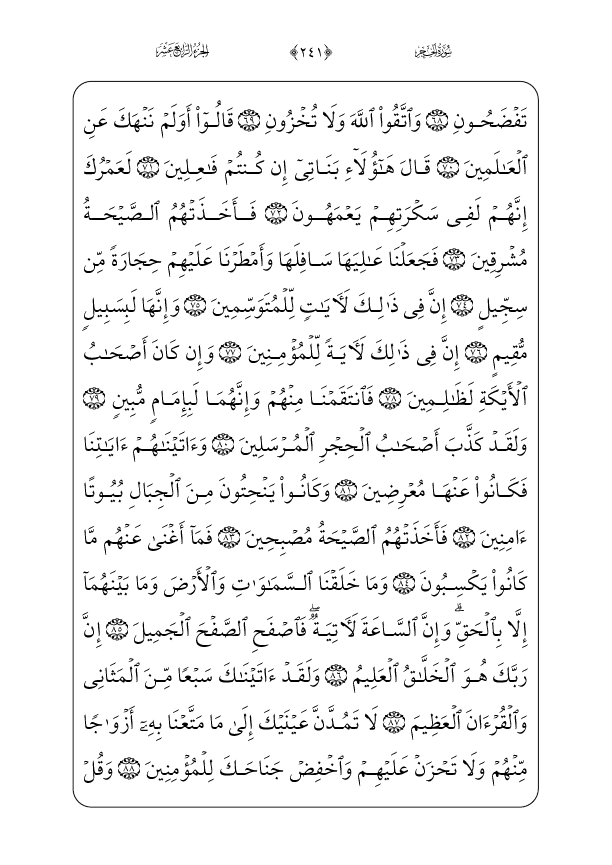 سُورَةُ الحِجْرِ ﴿٢٤١﴾ الجُزْءُ الرَّابِعَ عَشَرَ
تَفْضَحُونِ ٦٨ وَٱتَّقُوا۟ ٱللَّهَ وَلَا تُخْزُونِ ٦٩ قَالُوٓا۟ أَوَلَمْ نَنْهَكَ عَنِ
ٱلْعَـٰلَمِينَ ٧٠ قَالَ هَـٰٓؤُلَآءِ بَنَاتِىٓ إِن كُنتُمْ فَـٰعِلِينَ ٧١ لَعَمْرُكَ
إِنَّهُمْ لَفِى سَكْرَتِهِمْ يَعْمَهُونَ ٧٢ فَأَخَذَتْهُمُ ٱلصَّيْحَةُ
مُشْرِقِينَ ٧٣ فَجَعَلْنَا عَـٰلِيَهَا سَافِلَهَا وَأَمْطَرْنَا عَلَيْهِمْ حِجَارَةً مِّن
سِجِّيلٍ ٧٤ إِنَّ فِى ذَٰلِكَ لَـَٔايَـٰتٍ لِّلْمُتَوَسِّمِينَ ٧٥ وَإِنَّهَا لَبِسَبِيلٍ
مُّقِيمٍ ٧٦ إِنَّ فِى ذَٰلِكَ لَـَٔايَةً لِّلْمُؤْمِنِينَ ٧٧ وَإِن كَانَ أَصْحَـٰبُ
ٱلْأَيْكَةِ لَظَـٰلِمِينَ ٧٨ فَٱنتَقَمْنَا مِنْهُمْ وَإِنَّهُمَا لَبِإِمَامٍ مُّبِينٍ ٧٩
وَلَقَدْ كَذَّبَ أَصْحَـٰبُ ٱلْحِجْرِ ٱلْمُرْسَلِينَ ٨٠ وَءَاتَيْنَـٰهُمْ ءَايَـٰتِنَا
فَكَانُوا۟ عَنْهَا مُعْرِضِينَ ٨١ وَكَانُوا۟ يَنْحِتُونَ مِنَ ٱلْجِبَالِ بُيُوتًا
ءَامِنِينَ ٨٢ فَأَخَذَتْهُمُ ٱلصَّيْحَةُ مُصْبِحِينَ ٨٣ فَمَآ أَغْنَىٰ عَنْهُم مَّا
كَانُوا۟ يَكْسِبُونَ ٨٤ وَمَا خَلَقْنَا ٱلسَّمَـٰوَٰتِ وَٱلْأَرْضَ وَمَا بَيْنَهُمَآ
إِلَّا بِٱلْحَقِّ ۗ وَإِنَّ ٱلسَّاعَةَ لَـَٔاتِيَةٌ ۖ فَٱصْفَحِ ٱلصَّفْحَ ٱلْجَمِيلَ ٨٥ إِنَّ
رَبَّكَ هُوَ ٱلْخَلَّـٰقُ ٱلْعَلِيمُ ٨٦ وَلَقَدْ ءَاتَيْنَـٰكَ سَبْعًا مِّنَ ٱلْمَثَانِى
وَٱلْقُرْءَانَ ٱلْعَظِيمَ ٨٧ لَا تَمُدَّنَّ عَيْنَيْكَ إِلَىٰ مَا مَتَّعْنَا بِهِۦٓ أَزْوَٰجًا
مِّنْهُمْ وَلَا تَحْزَنْ عَلَيْهِمْ وَٱخْفِضْ جَنَاحَكَ لِلْمُؤْمِنِينَ ٨٨ وَقُلْ